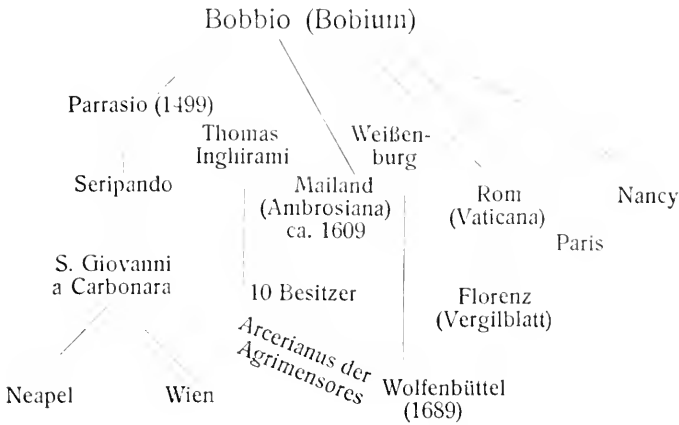 Bobbio (Bobium)
Parrasio (1499)
Thomas
Inghirami
Weißen-
burg
Seripando
Mailand
(Ambrosiana)
ca. 1609
Rom
(Vaticana)
Nancy
Paris
S. Giovanni
a Carbonara
10 Besitzer
Florenz
(Vergilblatt)
Arcerianus der
Agrimensores
Neapel
Wien
Wolfenbüttel
(1689)